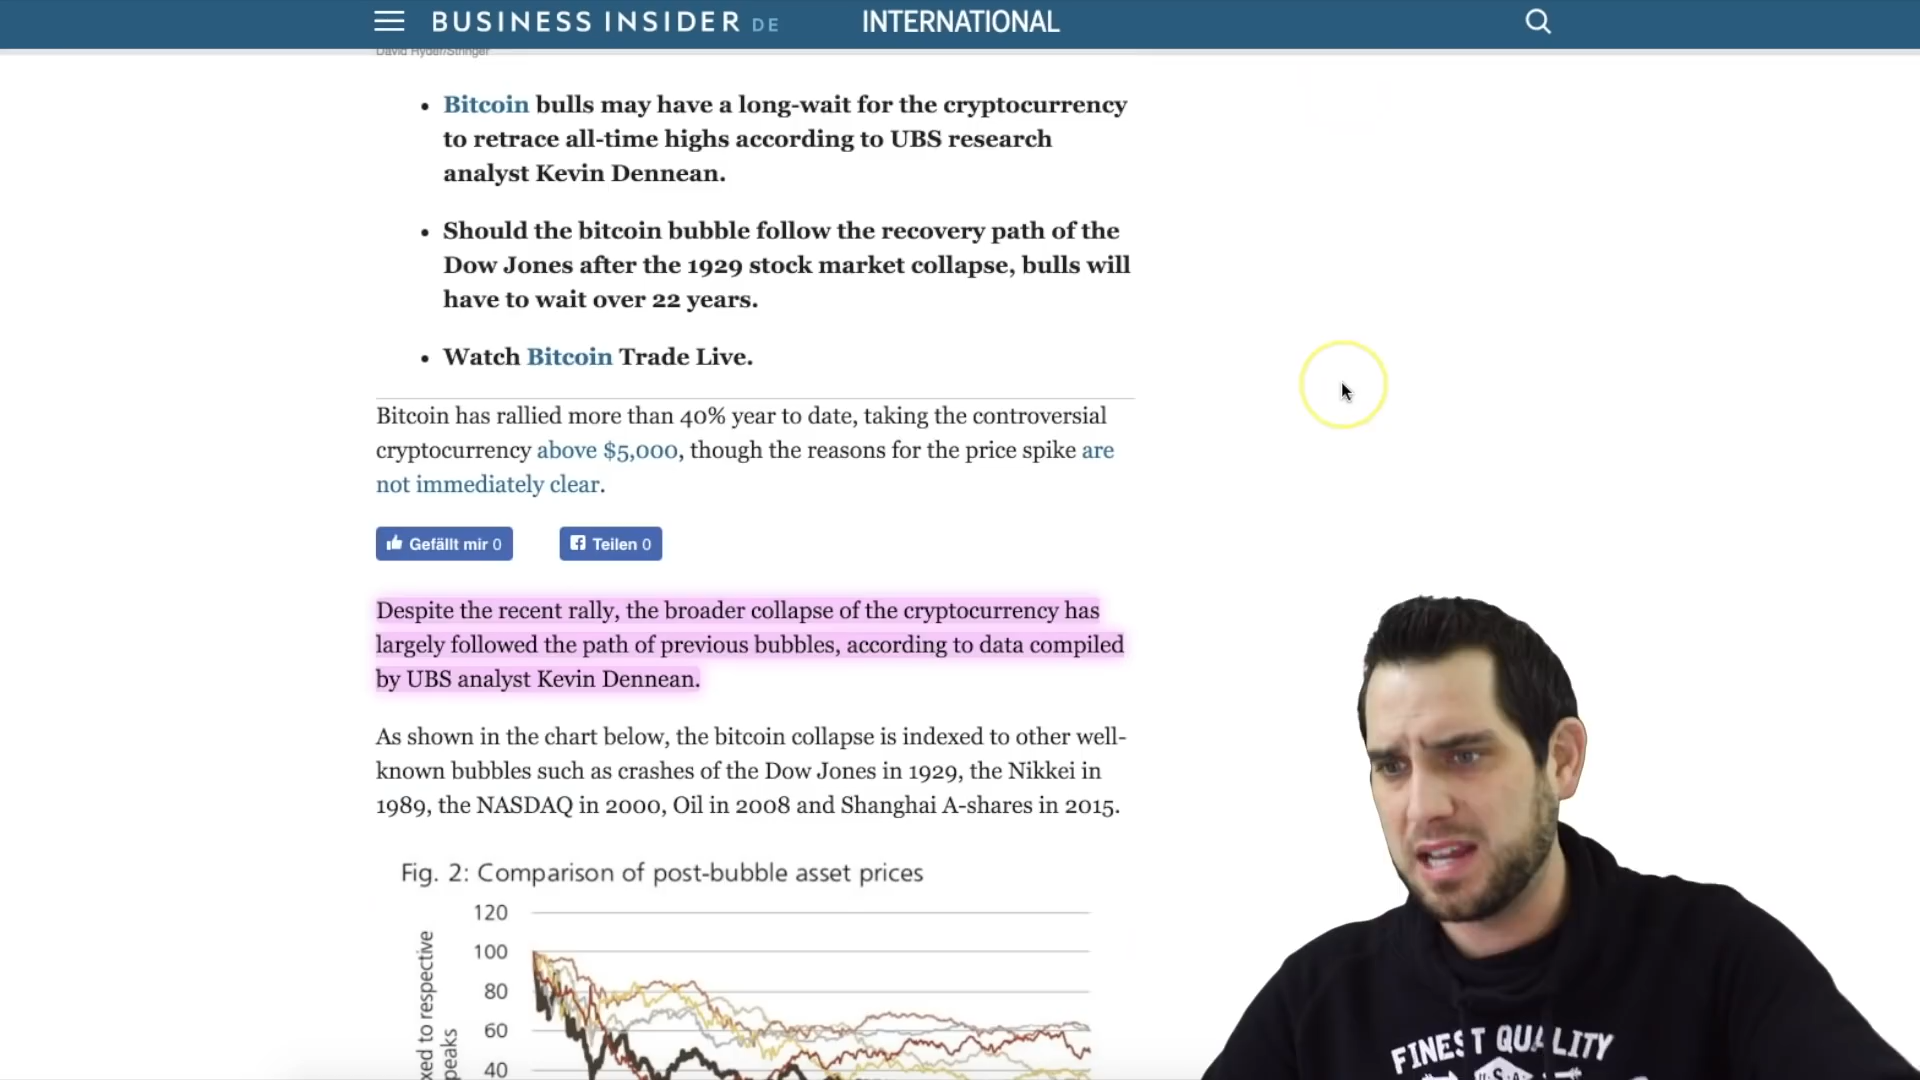 BUSINESS INSIDER DE INTERNATIONAL
David Ryder/Stringer
• Bitcoin bulls may have a long-wait for the cryptocurrency
to retrace all-time highs according to UBS research
analyst Kevin Dennean.
• Should the bitcoin bubble follow the recovery path of the
Dow Jones after the 1929 stock market collapse, bulls will
have to wait over 22 years.
• Watch Bitcoin Trade Live.
Bitcoin has rallied more than 40% year to date, taking the controversial
cryptocurrency above $5,000, though the reasons for the price spike are
not immediately clear.
Gefällt mir 0 Teilen 0
Despite the recent rally, the broader collapse of the cryptocurrency has
largely followed the path of previous bubbles, according to data compiled
by UBS analyst Kevin Dennean.
As shown in the chart below, the bitcoin collapse is indexed to other well-
known bubbles such as crashes of the Dow Jones in 1929, the Nikkei in
1989, the NASDAQ in 2000, Oil in 2008 and Shanghai A-shares in 2015.
Fig. 2: Comparison of post-bubble asset prices
120
100
80
60
40
xed to respective
peaks
FINEST QUALITY
U.S.A